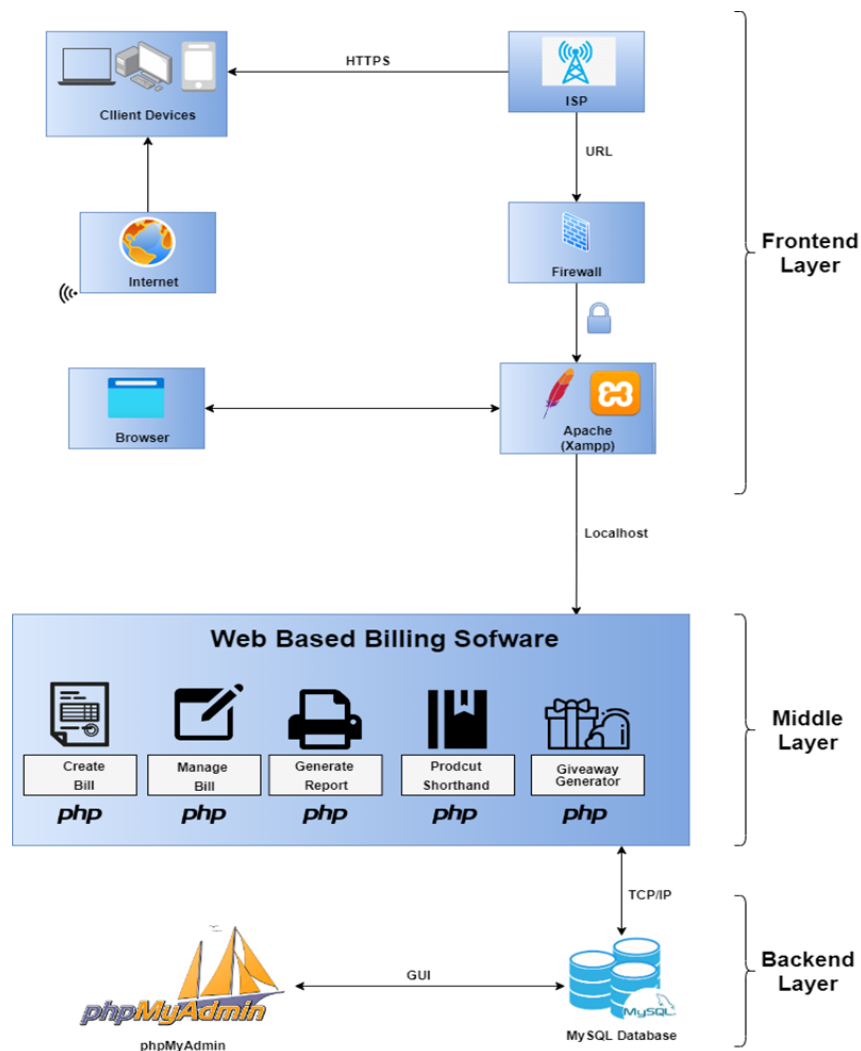 HTTPS
ISP
CIlient Devices
URL
Frontend
Layer
Internet
Firewall
Browser
Apache
(Xampp)
Localhost
Web Based Billing Sofware
Middle
Layer
Create
Bill
Manage
Bill
Generate
Report
Prodcut
Shorthand
Giveaway
Generator
php
php
php
php
php
TCP/IP
Backend
Layer
phpMyAdmin
GUI
MySQL
MySQL Database
phpMyAdmin